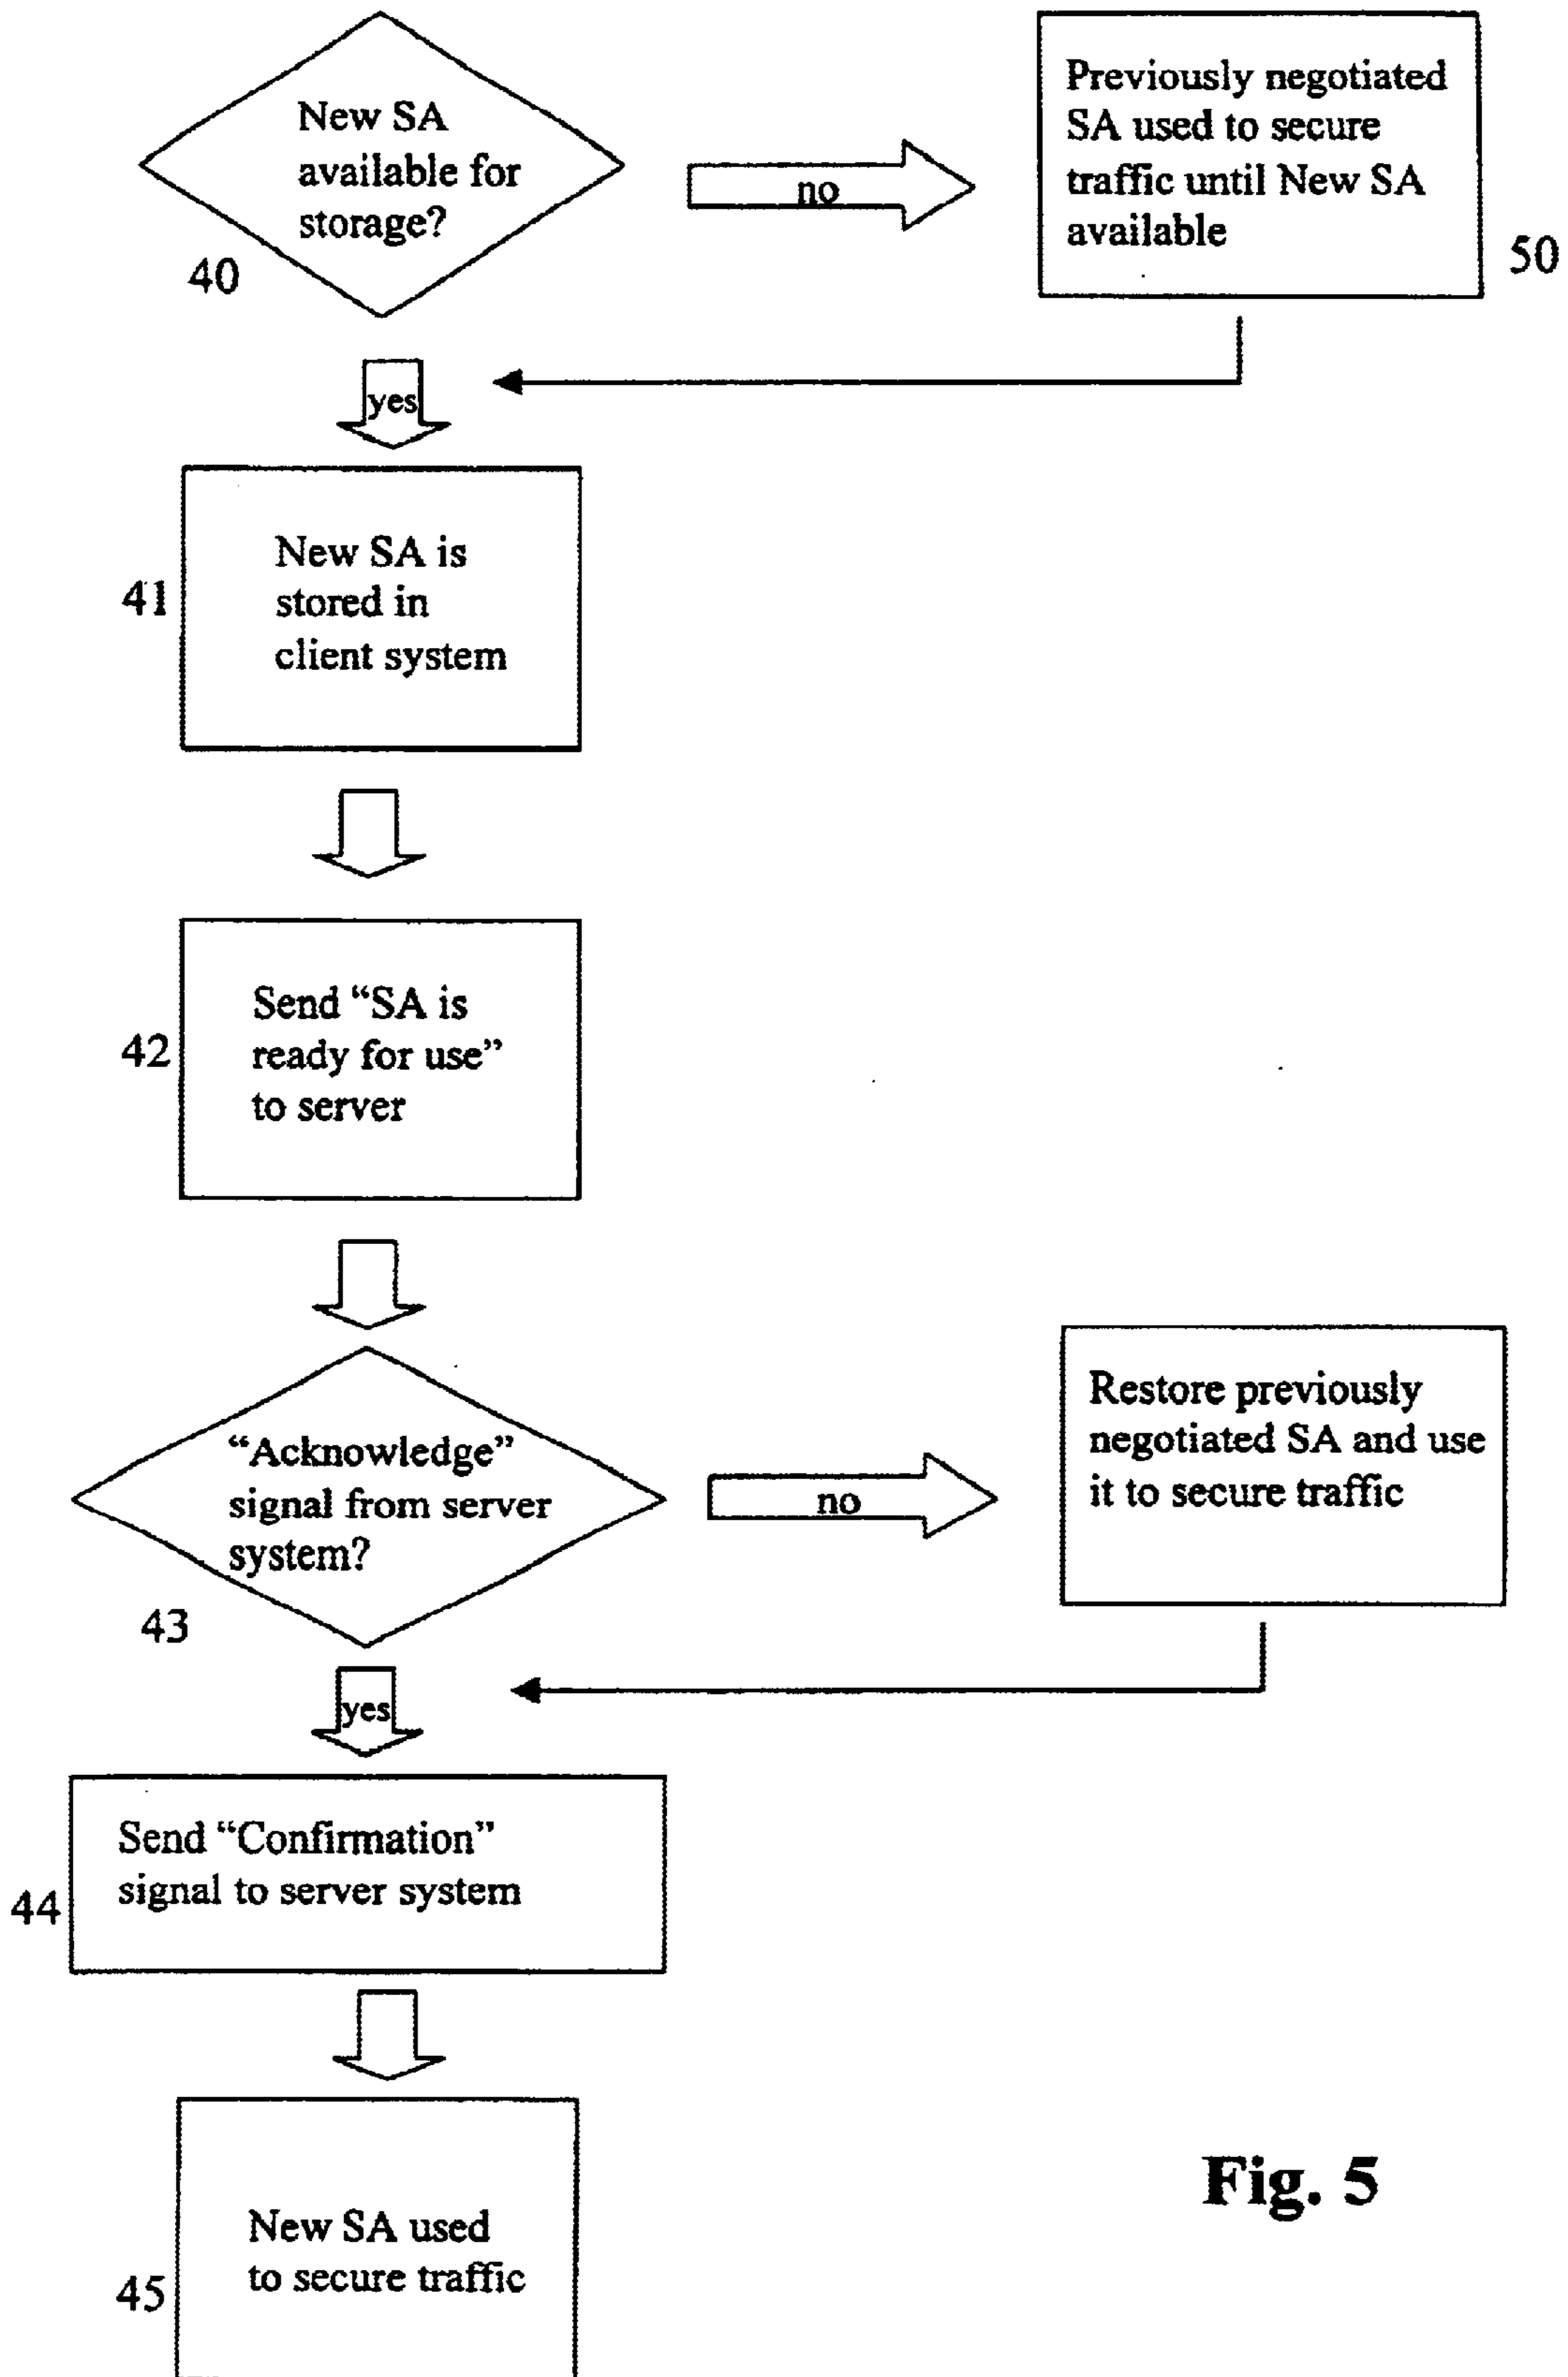 New SA
available for
storage?
40
no
Previously negotiated
SA used to secure
traffic until New SA
available
50
yes
New SA is
stored in
client system
41
Send “SA is
ready for use”
to server
42
“Acknowledge”
signal from server
system?
43
no
Restore previously
negotiated SA and use
it to secure traffic
yes
Send “Confirmation”
signal to server system
44
New SA used
to secure traffic
45
Fig. 5